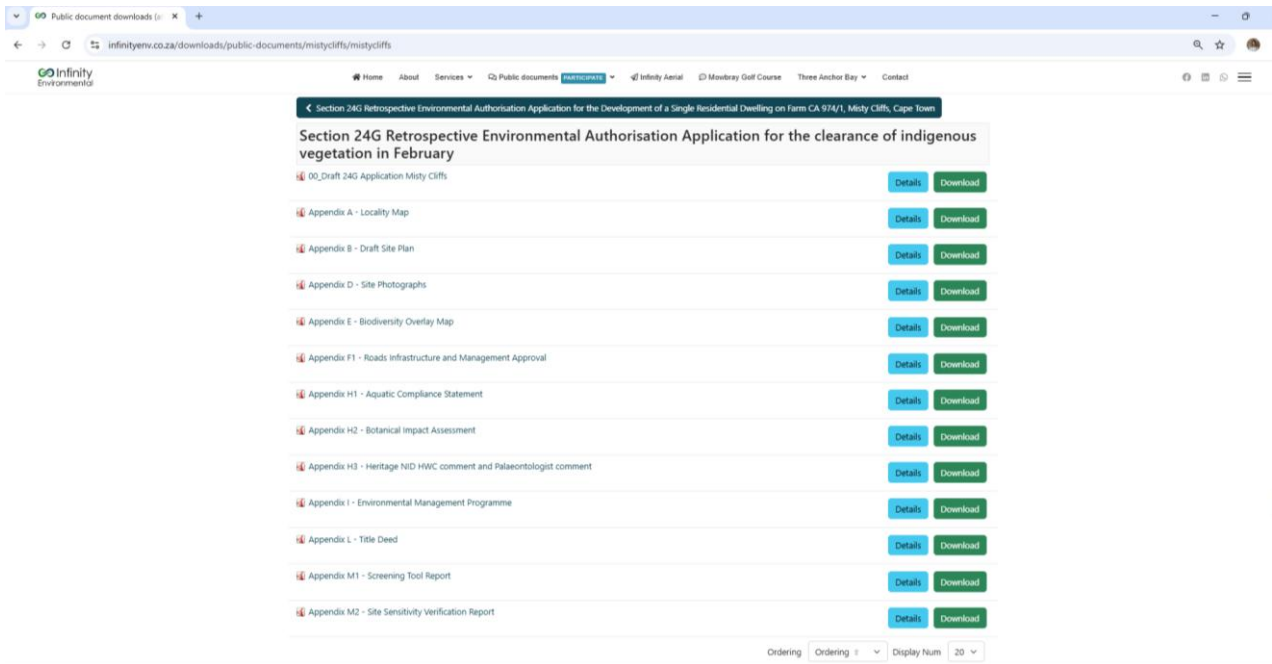 Public document downloads (a
infinityenv.co.za/downloads/public-documents/mistycliffs/mistycliffs
GO Infinity
Environmental
Home About Services Public documents PARTICIPATE Infinity Aerial Mowbray Golf Course Three Anchor Bay Contact
Section 24G Retrospective Environmental Authorisation Application for the Development of a Single Residential Dwelling on Farm CA 974/1, Misty Cliffs, Cape Town
Section 24G Retrospective Environmental Authorisation Application for the clearance of indigenous
vegetation in February
00_Draft 24G Application Misty Cliffs Details Download
Appendix A - Locality Map Details Download
Appendix B - Draft Site Plan Details Download
Appendix D - Site Photographs Details Download
Appendix E - Biodiversity Overlay Map Details Download
Appendix F1 - Roads Infrastructure and Management Approval Details Download
Appendix H1 - Aquatic Compliance Statement Details Download
Appendix H2 - Botanical Impact Assessment Details Download
Appendix H3 - Heritage NID HWC comment and Palaeontologist comment Details Download
Appendix I - Environmental Management Programme Details Download
Appendix L - Title Deed Details Download
Appendix M1 - Screening Tool Report Details Download
Appendix M2 - Site Sensitivity Verification Report Details Download
Ordering Ordering Display Num 20